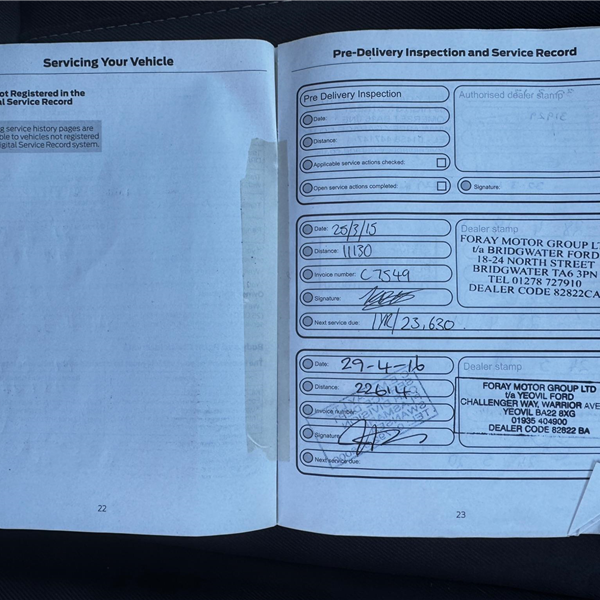 Servicing Your Vehicle
ot Registered in the
al Service Record
g service history pages are
ble to vehicles not registered
igital Service Record system.
22
Pre-Delivery Inspection and Service Record
Pre Delivery Inspection
Authorised dealer stamp
Date:
Distance:
Applicable service actions checked:
Open service actions completed:
Signature:
Date: 25/3/15
Dealer stamp
Distance: 11130
Invoice number: C7549
Signature:
Next service due: 1YR/23,630
FORAY MOTOR GROUP LT
t/a BRIDGWATER FORD
18-24 NORTH STREET
BRIDGWATER TA6 3PN
TEL 01278 727910
DEALER CODE 82822CA
Date: 29-4-16
Dealer stamp
Distance: 22614
Invoice number:
Signature:
Next service due:
FORAY MOTOR GROUP LTD
t/a YEOVIL FORD
CHALLENGER WAY, WARRIOR AVE
YEOVIL BA22 8XG
01935 404900
DEALER CODE 82822 BA
23